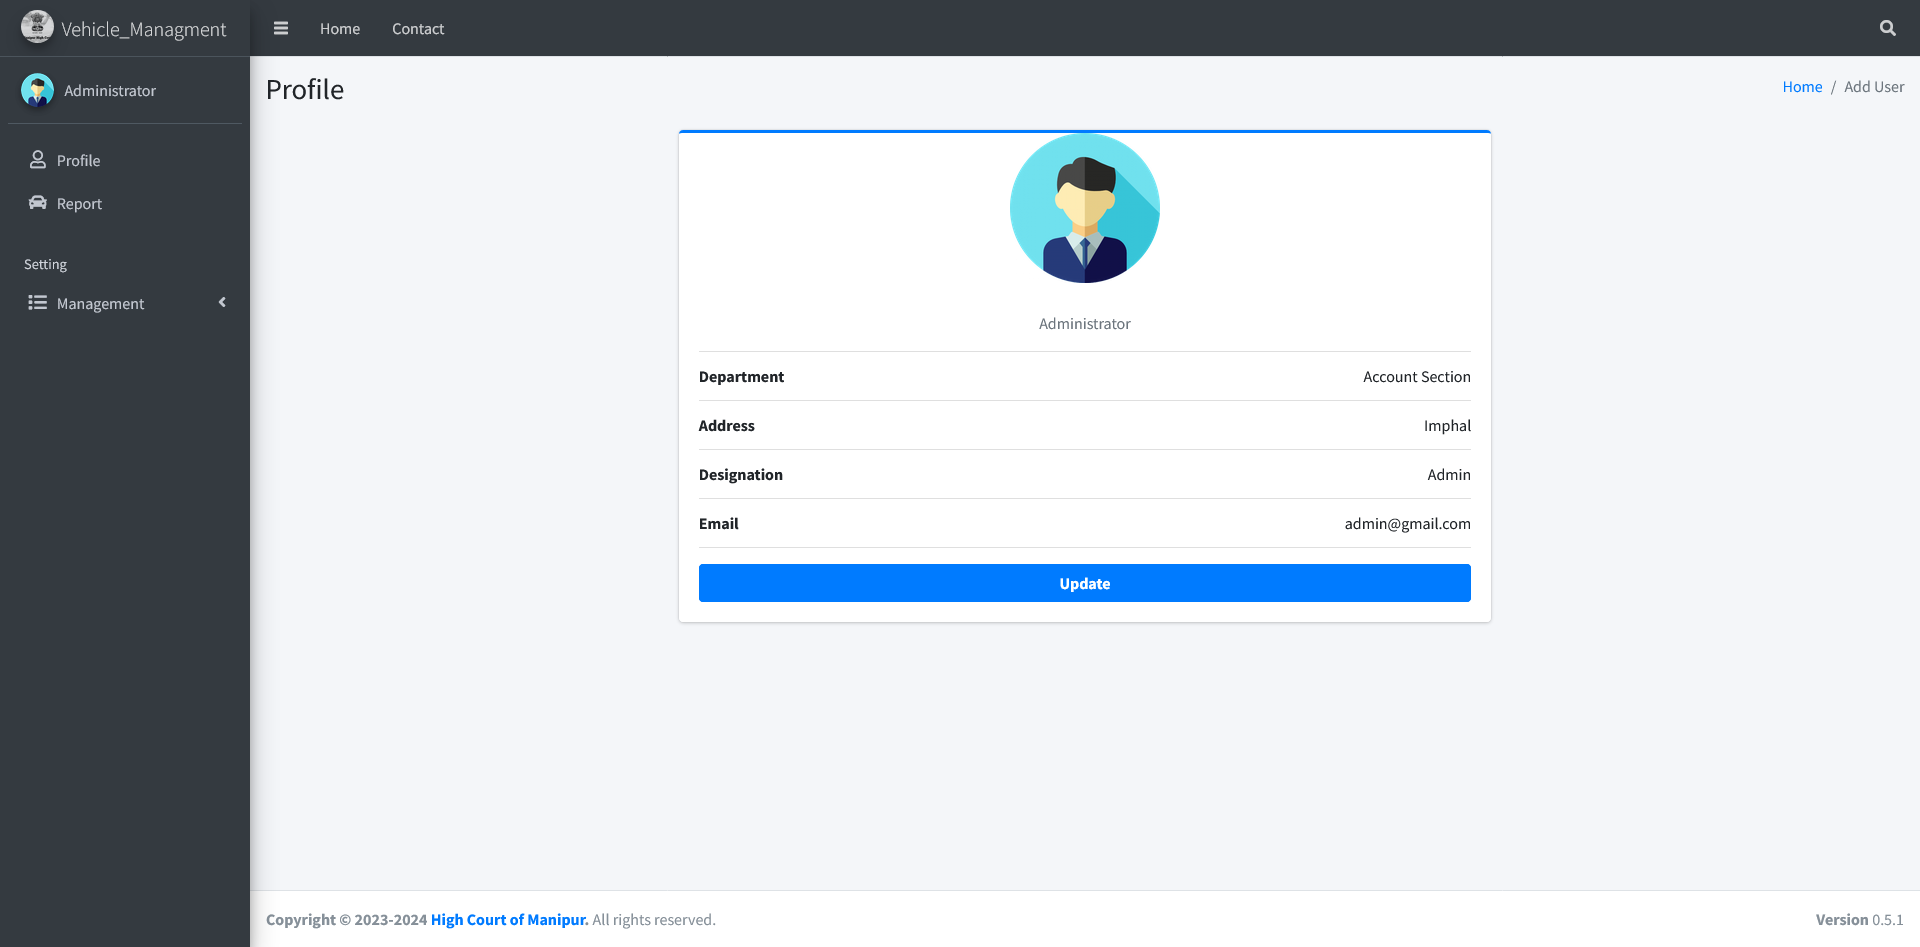 Vehicle_Managment
Home
Contact
Administrator
Profile
Report
Setting
Management
Profile
Home / Add User
Administrator
Department Account Section
Address Imphal
Designation Admin
Email admin@gmail.com
Update
Copyright © 2023-2024 High Court of Manipur. All rights reserved.
Version 0.5.1